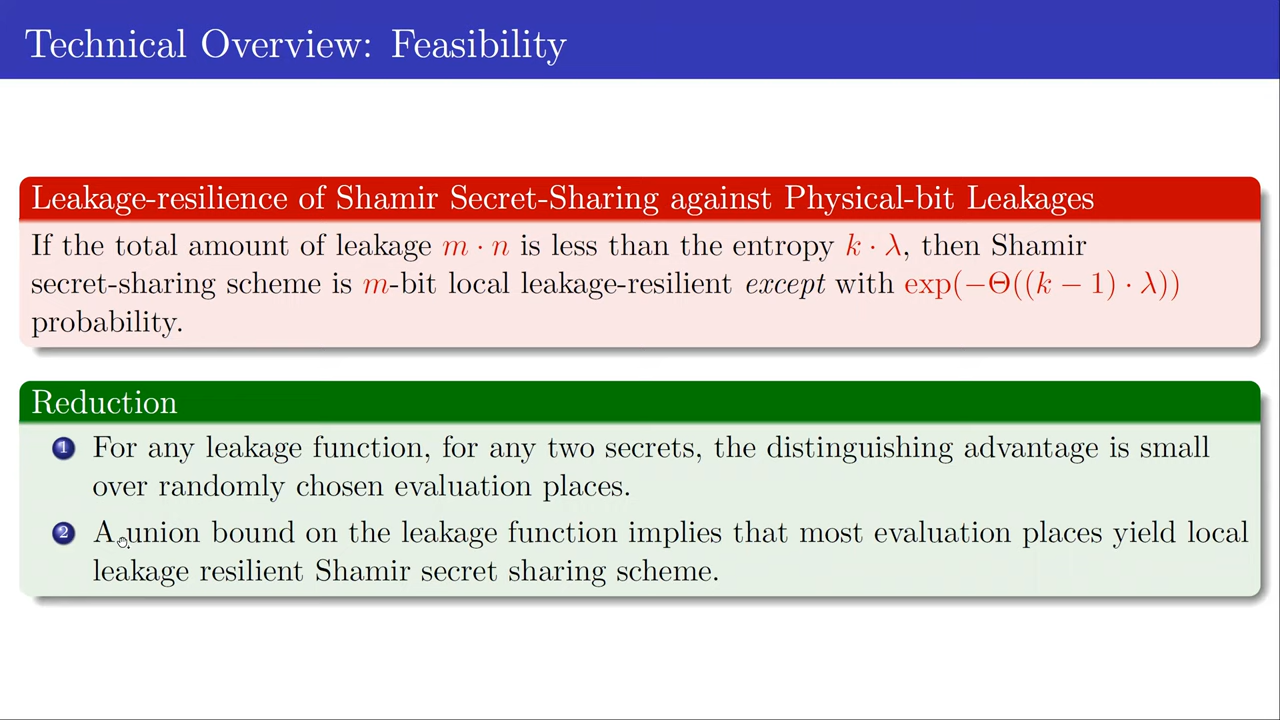 Technical Overview: Feasibility
Leakage-resilience of Shamir Secret-Sharing against Physical-bit Leakages
If the total amount of leakage m · n is less than the entropy k · λ, then Shamir
secret-sharing scheme is m-bit local leakage-resilient except with exp(−Θ((k − 1) · λ))
probability.
Reduction
1 For any leakage function, for any two secrets, the distinguishing advantage is small
over randomly chosen evaluation places.
2 A union bound on the leakage function implies that most evaluation places yield local
leakage resilient Shamir secret sharing scheme.